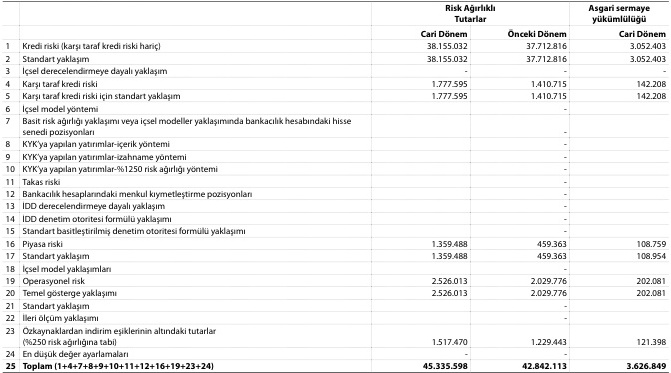 Risk Ağırlıklı Asgari sermaye
Tutarlar yükümlülüğü
Cari Dönem Önceki Dönem Cari Dönem
1 Kredi riski (karşı taraf kredi riski hariç) 38.155.032 37.712.816 3.052.403
2 Standart yaklaşım 38.155.032 37.712.816 3.052.403
3 İçsel derecelendirmeye dayalı yaklaşım - - -
4 Karşı taraf kredi riski 1.777.595 1.410.715 142.208
5 Karşı taraf kredi riski için standart yaklaşım 1.777.595 1.410.715 142.208
6 İçsel model yöntemi -
7 Basit risk ağırlığı yaklaşımı veya içsel modeller yaklaşımında bankacılık hesabındaki hisse
senedi pozisyonları -
8 KYK'ya yapılan yatırımlar-içerik yöntemi -
9 KYK'ya yapılan yatırımlar-izahname yöntemi -
10 KYK'ya yapılan yatırımlar-%1250 risk ağırlığı yöntemi -
11 Takas riski -
12 Bankacılık hesaplarındaki menkul kıymetleştirme pozisyonları -
13 İDD derecelendirmeye dayalı yaklaşım -
14 İDD denetim otoritesi formülü yaklaşımı -
15 Standart basitleştirilmiş denetim otoritesi formülü yaklaşımı -
16 Piyasa riski 1.359.488 459.363 108.759
17 Standart yaklaşım 1.359.488 459.363 108.954
18 İçsel model yaklaşımları -
19 Operasyonel risk 2.526.013 2.029.776 202.081
20 Temel gösterge yaklaşımı 2.526.013 2.029.776 202.081
21 Standart yaklaşım -
22 İleri ölçüm yaklaşımı -
23 Özkaynaklardan indirim eşiklerinin altındaki tutarlar
(%250 risk ağırlığına tabi) 1.517.470 1.229.443 121.398
24 En düşük değer ayarlamaları - -
25 Toplam (1+4+7+8+9+10+11+12+16+19+23+24) 45.335.598 42.842.113 3.626.849